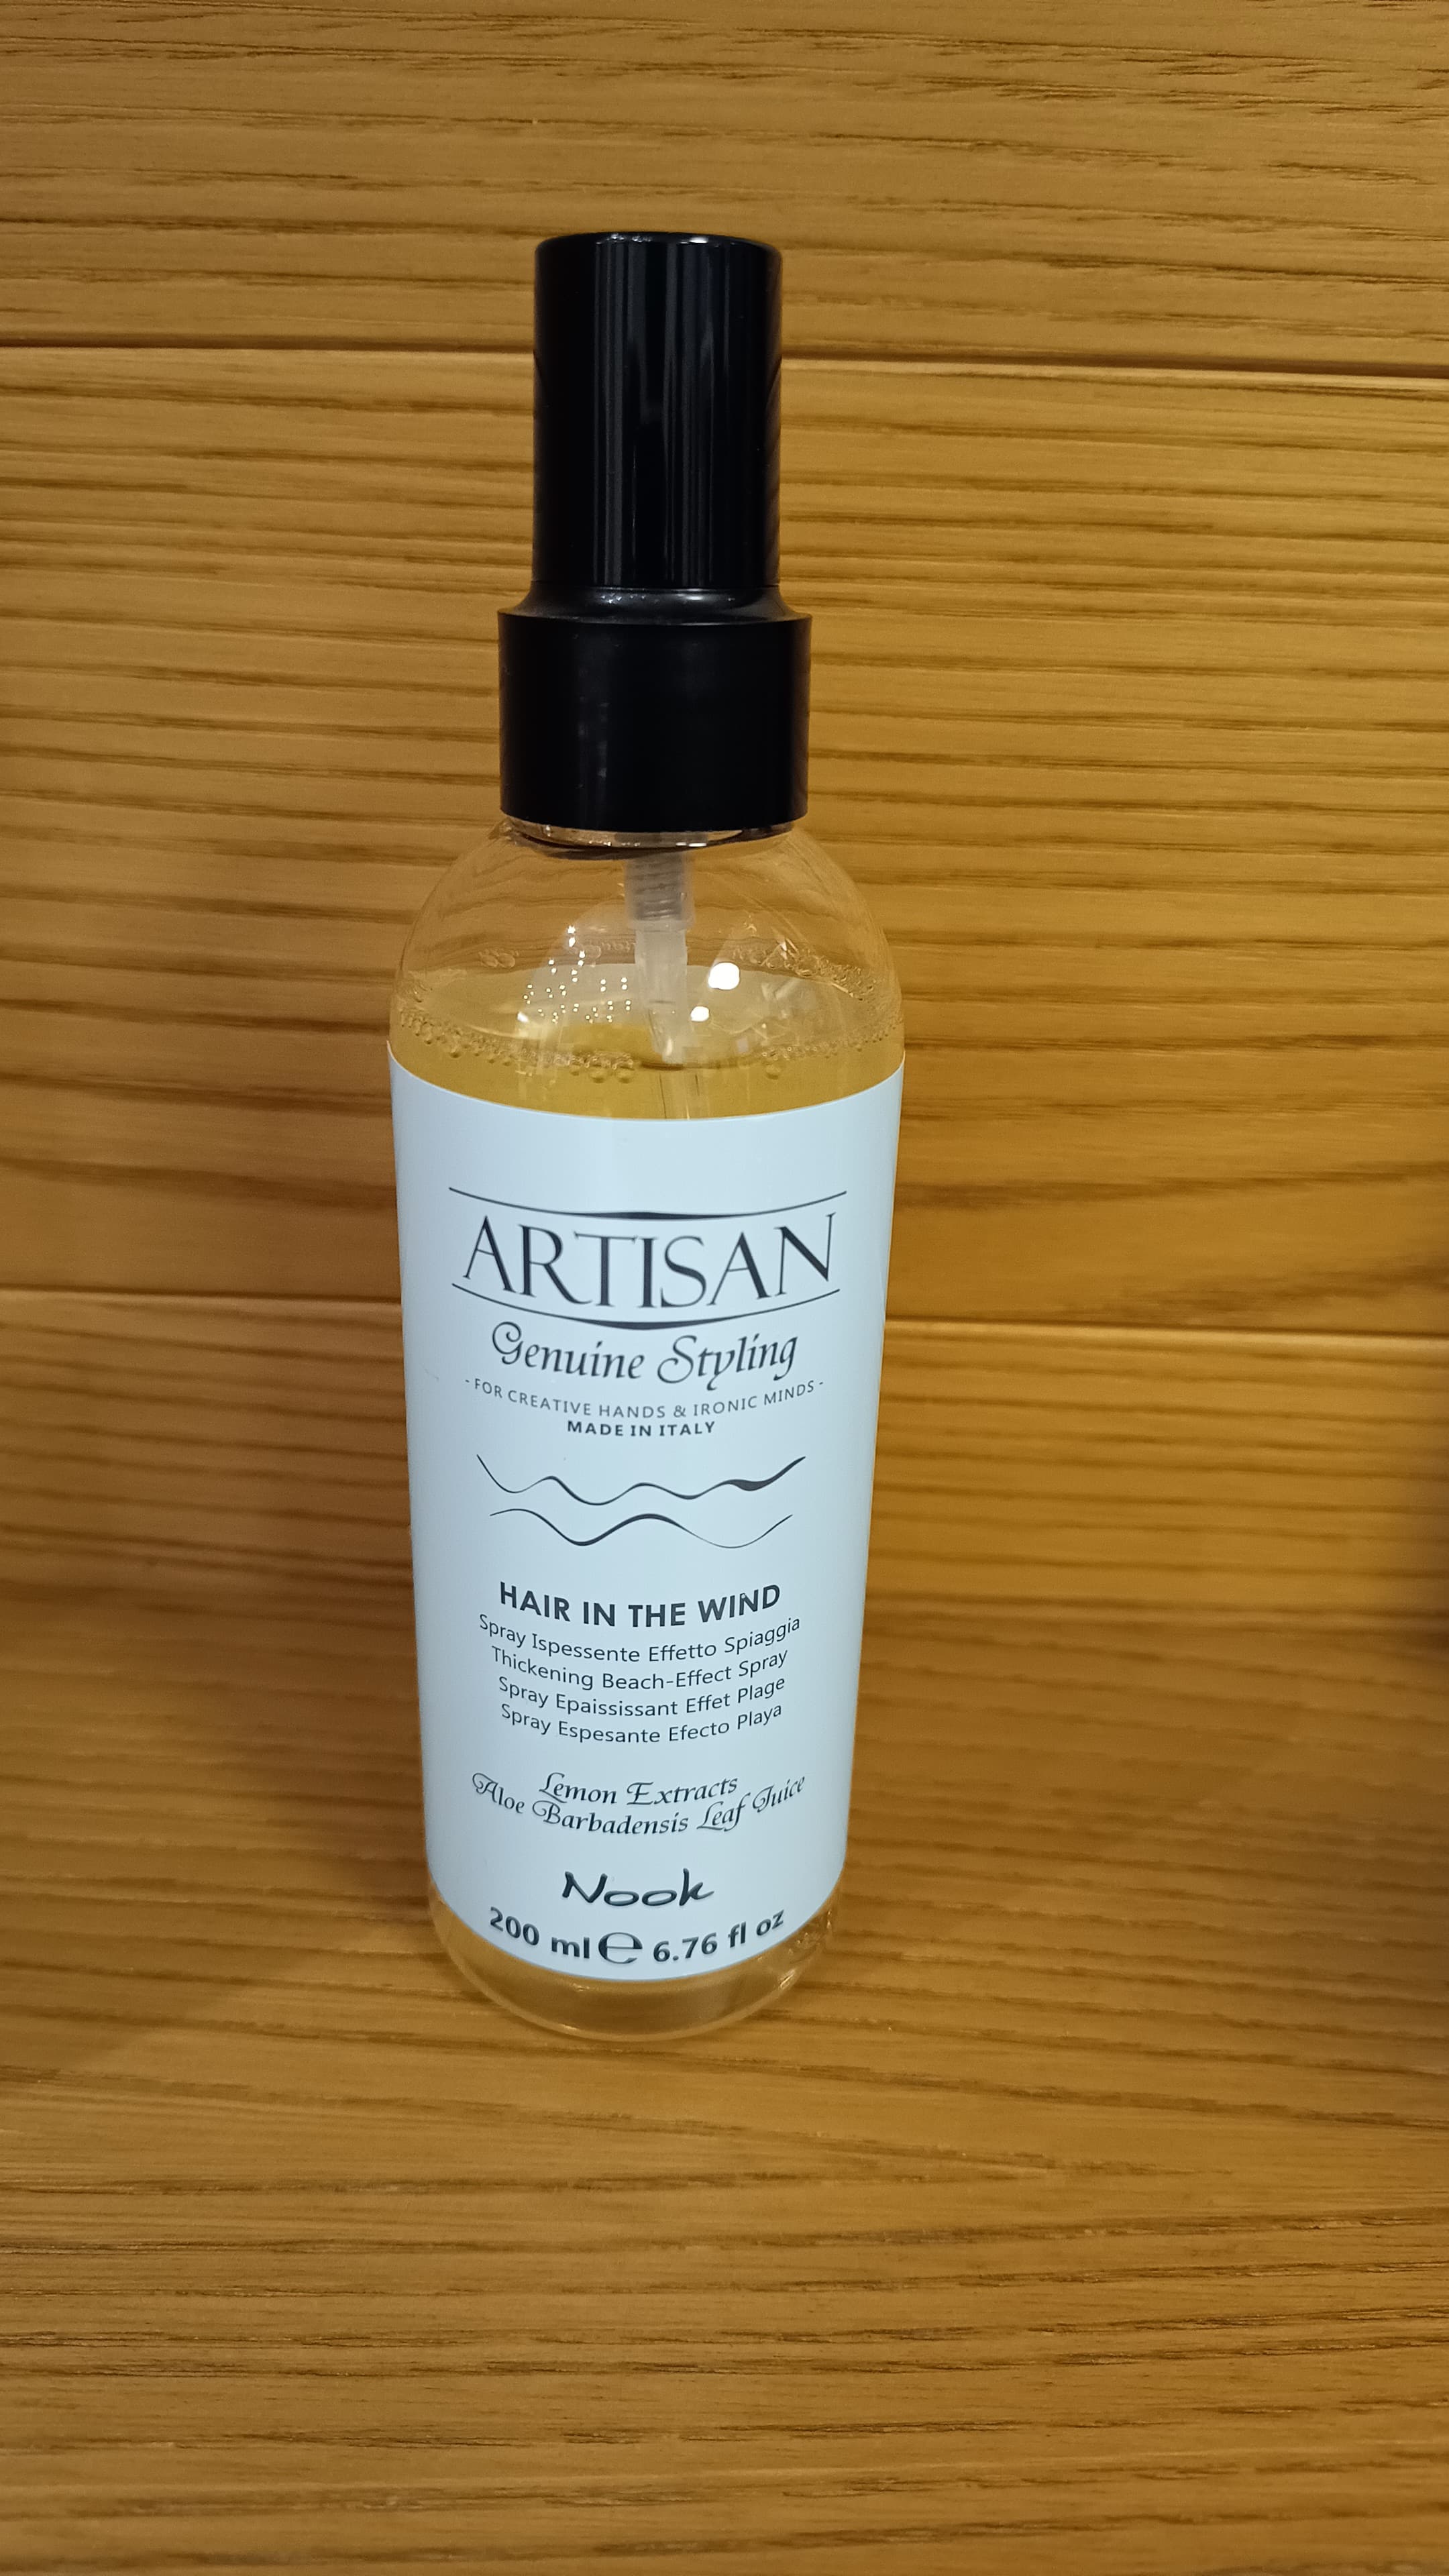 ARTISAN
Genuine Styling
- FOR CREATIVE HANDS & IRONIC MINDS -
MADE IN ITALY
HAIR IN THE WIND
Spray Ispessente Effetto Spiaggia
Thickening Beach-Effect Spray
Spray Epaississant Effet Plage
Spray Espesante Efecto Playa
Lemon Extracts
Aloe Barbadensis Leaf Juice
Nook
200 ml ℮ 6.76 fl oz